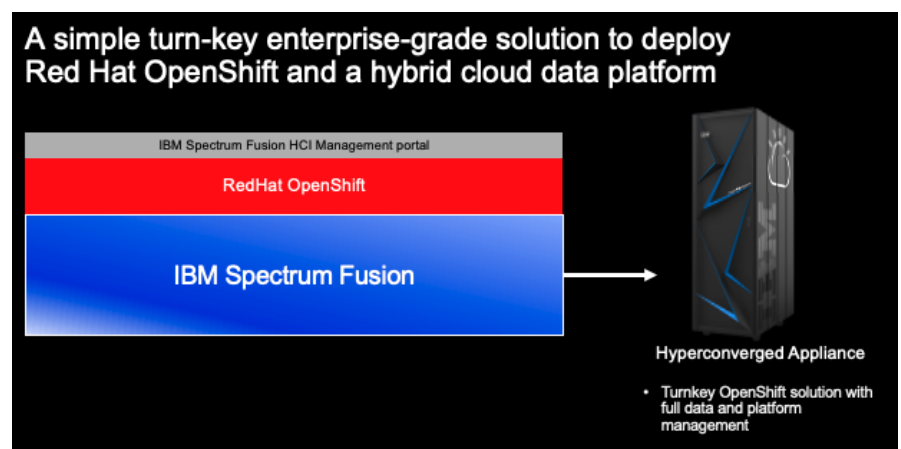 A simple turn-key enterprise-grade solution to deploy
Red Hat OpenShift and a hybrid cloud data platform
IBM Spectrum Fusion HCI Management portal
RedHat OpenShift
IBM Spectrum Fusion
IBM
Hyperconverged Appliance
• Turnkey OpenShift solution with
full data and platform
management